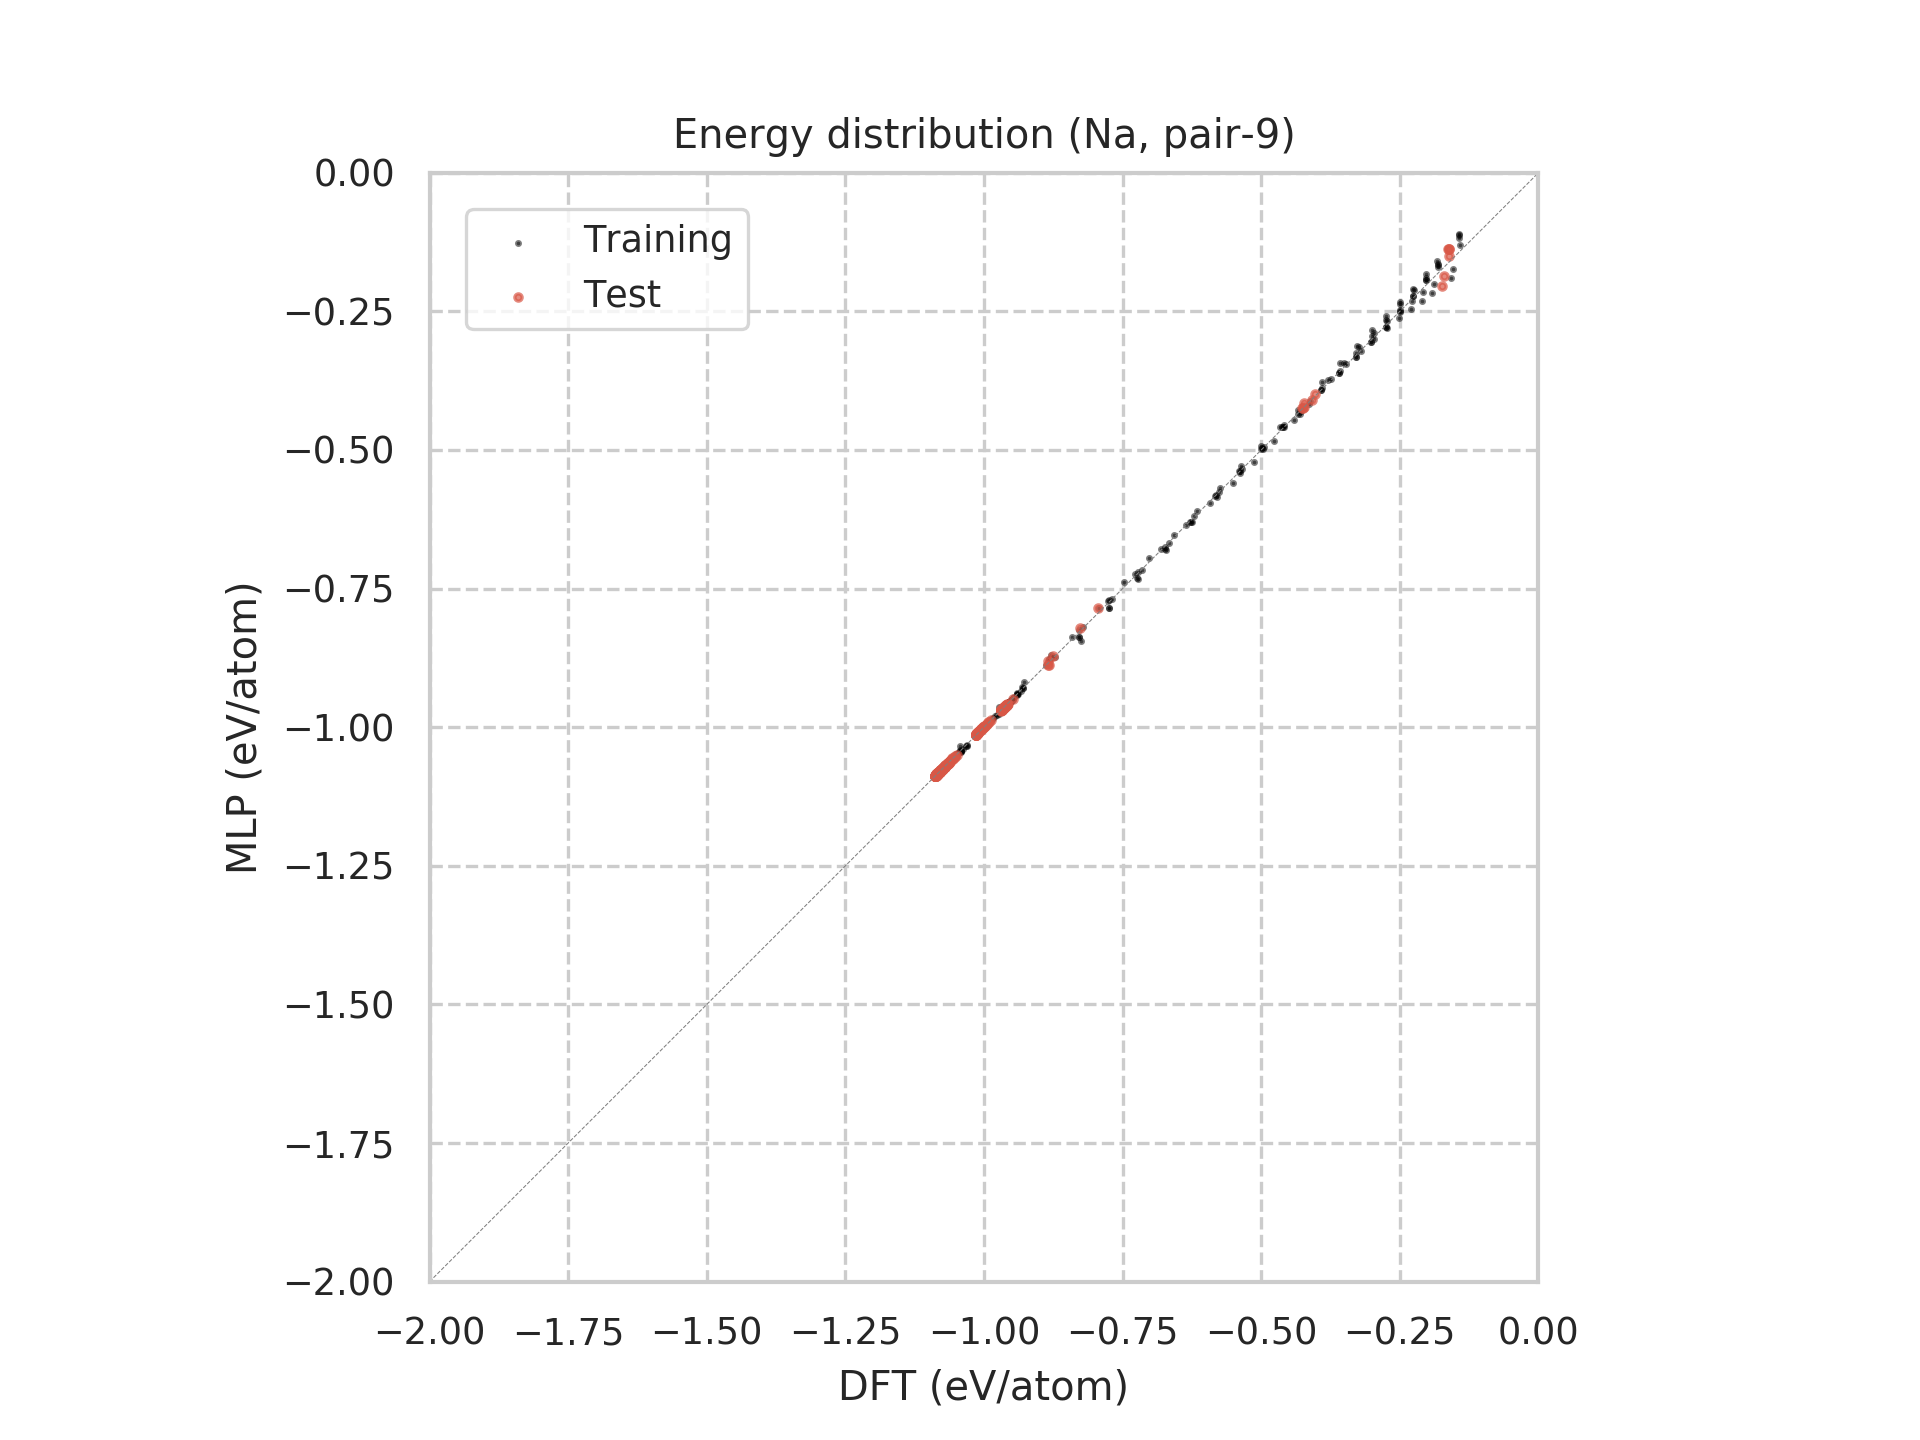 Energy distribution (Na, pair-9)
0.00
−0.25
−0.50
−0.75
−1.00
−1.25
−1.50
−1.75
−2.00
Training
Test
MLP (eV/atom)
−2.00 −1.75 −1.50 −1.25 −1.00 −0.75 −0.50 −0.25 0.00
DFT (eV/atom)